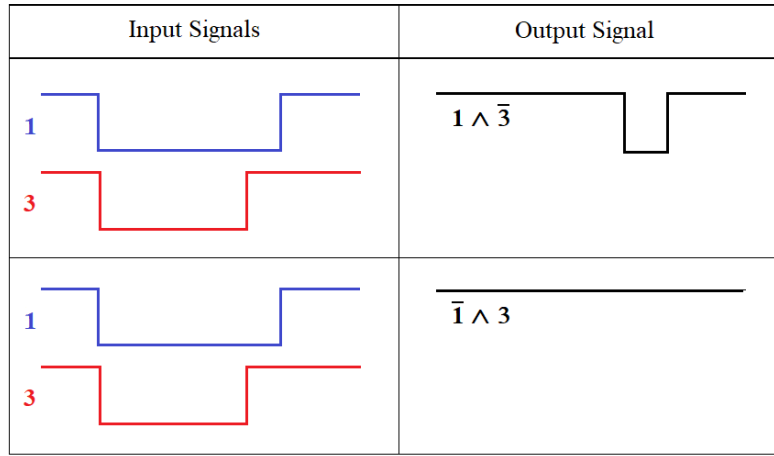 Input Signals
Output Signal
1
1 ∧ 3̅
3
1
1̅ ∧ 3
3